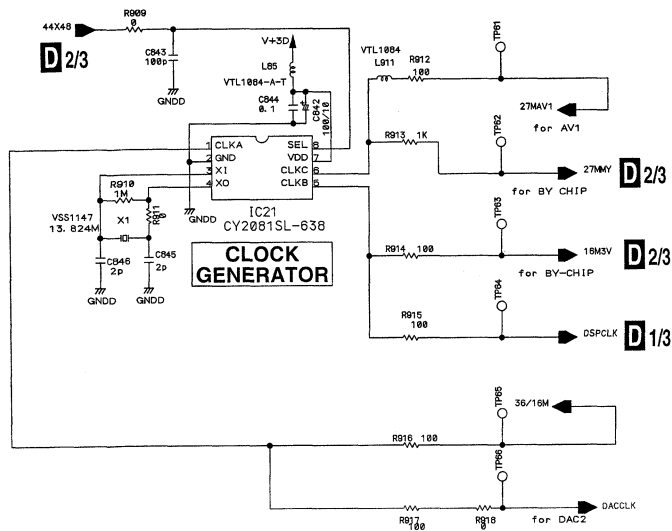 44X48
R909
0
D 2/3
C843
100p
GNDD
V+3D
L85
VTL1084-A-T
C844
0.1
C842
100/10
GNDD
1 CLKA
2 GND
3 XI
4 XO
SEL 8
VDD 7
CLKC 6
CLKB 5
IC21
CY2081SL-638
CLOCK
GENERATOR
R910
1M
R911
0
VSS1147
13.824M
X1
C846
2p
C845
2p
GNDD
GNDD
VTL1084
L911
R912
100
TP61
27MAV1
for AV1
R913
1K
TP62
27MMY
D 2/3
for BY CHIP
TP63
R914
100
16M3V
D 2/3
for BY-CHIP
TP64
R915
100
DSPCLK
D 1/3
TP65
36/16M
R916 100
TP66
R917
100
R918
0
for DAC2
DACCLK